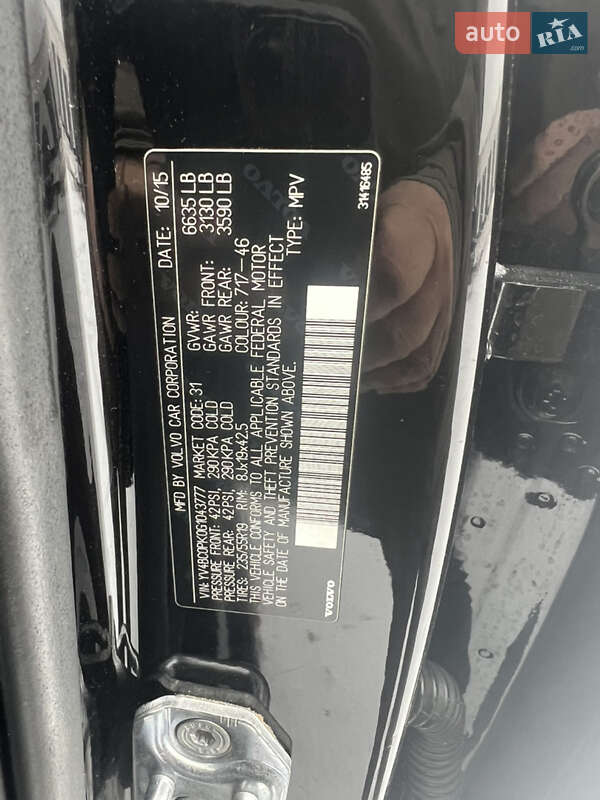 auto RIA .com
MFD BY VOLVO CAR CORPORATION DATE: 10/15
GVWR: 6635 LB
GAWR FRONT: 3130 LB
GAWR REAR: 3590 LB
VIN: YV4BC0PK0G1043777 MARKET CODE: 31 COLOUR: 717-46
PRESSURE FRONT: 42PSI, 290KPA COLD
PRESSURE REAR: 42PSI, 290KPA COLD
TIRES: 235/55R19 RIM: 8Jx19x42.5
THIS VEHICLE CONFORMS TO ALL APPLICABLE FEDERAL MOTOR
VEHICLE SAFETY AND THEFT PREVENTION STANDARDS IN EFFECT
ON THE DATE OF MANUFACTURE SHOWN ABOVE. TYPE: MPV
VOLVO 31416485